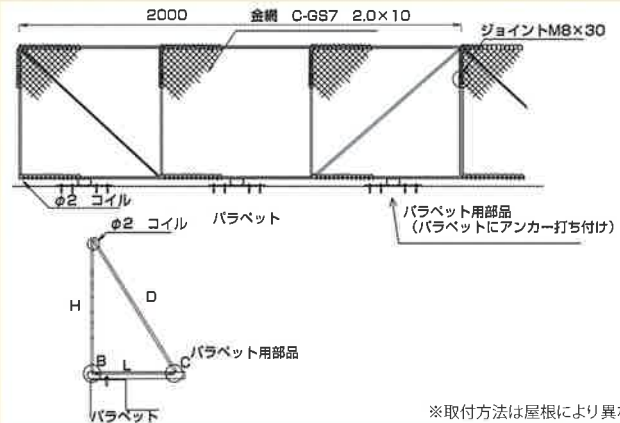 2000
金網 C-GS7 2.0×10
ジョイントM8×30
φ2 コイル
パラペット
パラペット用部品
(パラペットにアンカー打ち付け)
φ2 コイル
H
D
B
L
C
パラペット用部品
パラペット
※取付方法は屋根により異な